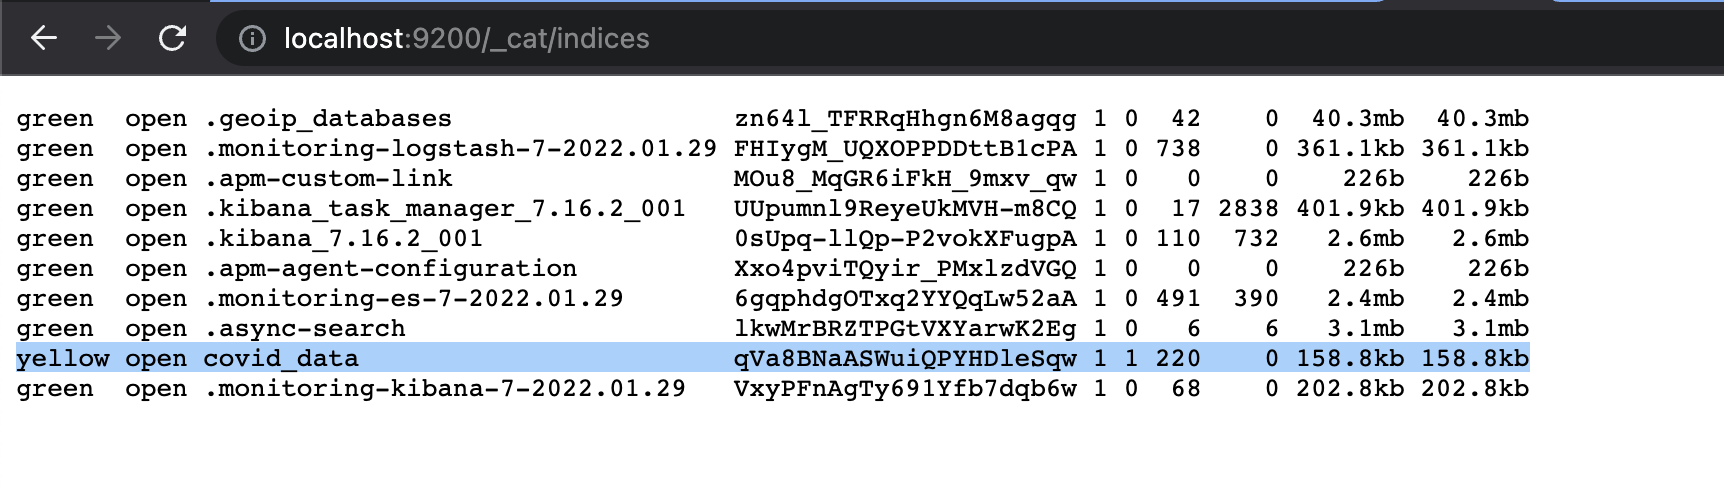 localhost:9200/_cat/indices
green open .geoip_databases zn64l_TFRRqHhgn6M8agqg 1 0 42 0 40.3mb 40.3mb
green open .monitoring-logstash-7-2022.01.29 FHIygM_UQXOPPDDttB1cPA 1 0 738 0 361.1kb 361.1kb
green open .apm-custom-link MOu8_MqGR6iFkH_9mxv_qw 1 0 0 0 226b 226b
green open .kibana_task_manager_7.16.2_001 UUpumnl9ReyeUkMVH-m8CQ 1 0 17 2838 401.9kb 401.9kb
green open .kibana_7.16.2_001 0sUpq-llQp-P2vokXFugpA 1 0 110 732 2.6mb 2.6mb
green open .apm-agent-configuration Xxo4pviTQyir_PMxlzdVGQ 1 0 0 0 226b 226b
green open .monitoring-es-7-2022.01.29 6gqphdgOTxq2YYQqLw52aA 1 0 491 390 2.4mb 2.4mb
green open .async-search lkwMrBRZTPGtVXYarwK2Eg 1 0 6 6 3.1mb 3.1mb
yellow open covid_data qVa8BNaASWuiQPYHDleSqw 1 1 220 0 158.8kb 158.8kb
green open .monitoring-kibana-7-2022.01.29 VxyPFnAgTy691Yfb7dqb6w 1 0 68 0 202.8kb 202.8kb